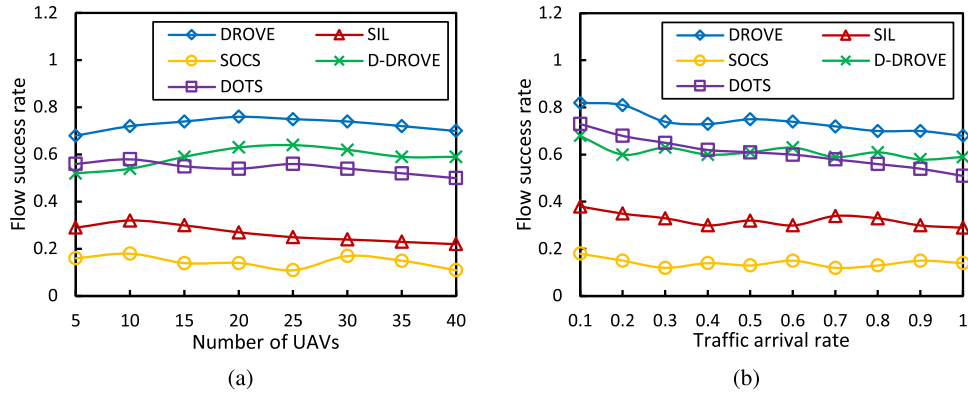 1.2
1
0.8
0.6
0.4
0.2
0
Flow success rate
DROVE
SIL
SOCS
D-DROVE
DOTS
5 10 15 20 25 30 35 40
Number of UAVs
(a)
1.2
1
0.8
0.6
0.4
0.2
0
Flow success rate
DROVE
SIL
SOCS
D-DROVE
DOTS
0.1 0.2 0.3 0.4 0.5 0.6 0.7 0.8 0.9 1
Traffic arrival rate
(b)